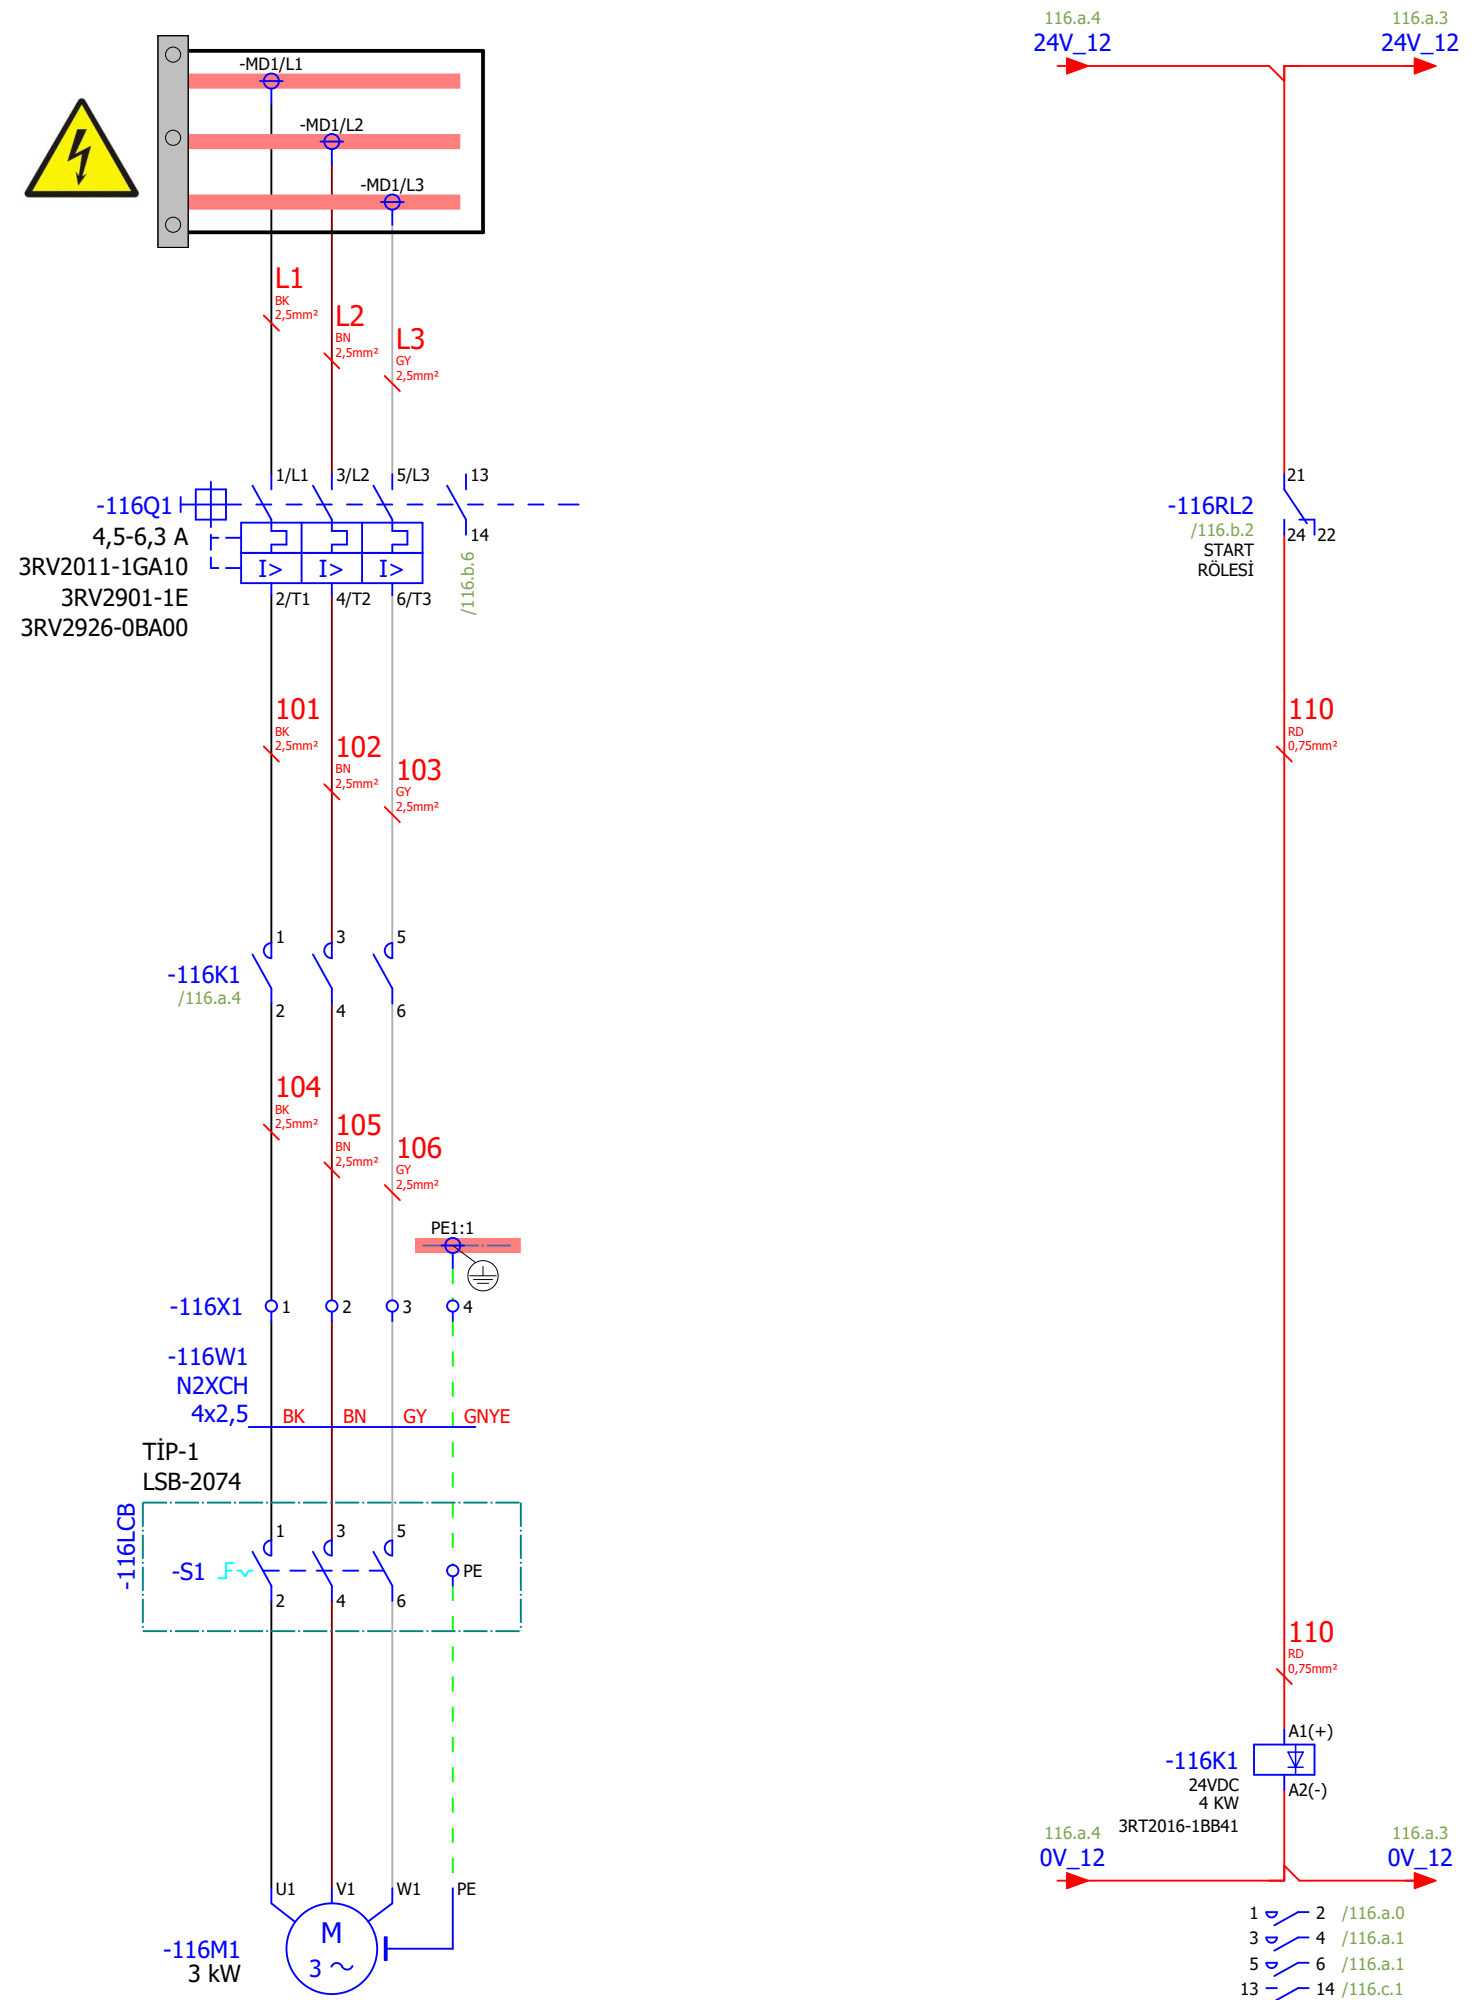 -MD1/L1
-MD1/L2
-MD1/L3
L1
BK
2,5mm²
L2
BN
2,5mm²
L3
GY
2,5mm²
-116Q1
4,5-6,3 A
3RV2011-1GA10
3RV2901-1E
3RV2926-0BA00
1/L1
3/L2
5/L3
13
14
I>
I>
I>
2/T1
4/T2
6/T3
/116.b.6
101
BK
2,5mm²
102
BN
2,5mm²
103
GY
2,5mm²
-116K1
/116.a.4
1
3
5
2
4
6
104
BK
2,5mm²
105
BN
2,5mm²
106
GY
2,5mm²
PE1:1
-116X1
1
2
3
4
-116W1
N2XCH
4x2,5
BK
BN
GY
GNYE
TİP-1
LSB-2074
-116LCB
-S1
1
3
5
2
4
6
PE
U1
V1
W1
PE
-116M1
3 kW
M
3
116.a.4
24V_12
116.a.3
24V_12
-116RL2
/116.b.2
START
RÖLESİ
21
24
22
110
RD
0,75mm²
110
RD
0,75mm²
-116K1
24VDC
4 KW
3RT2016-1BB41
A1(+)
A2(-)
116.a.4
0V_12
116.a.3
0V_12
1 2 /116.a.0
3 4 /116.a.1
5 6 /116.a.1
13 14 /116.c.1